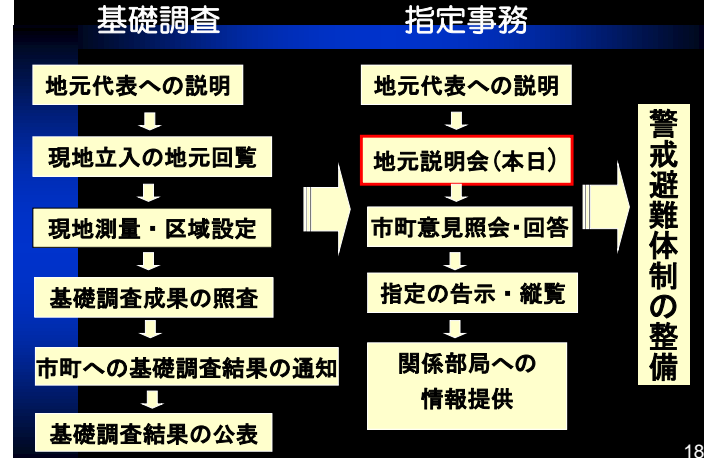 基礎調査
地元代表への説明
現地立入の地元回覧
現地測量・区域設定
基礎調査成果の照査
市町への基礎調査結果の通知
基礎調査結果の公表
指定事務
地元代表への説明
地元説明会(本日)
市町意見照会・回答
指定の告示・縦覧
関係部局への
情報提供
警戒避難体制の整備
18